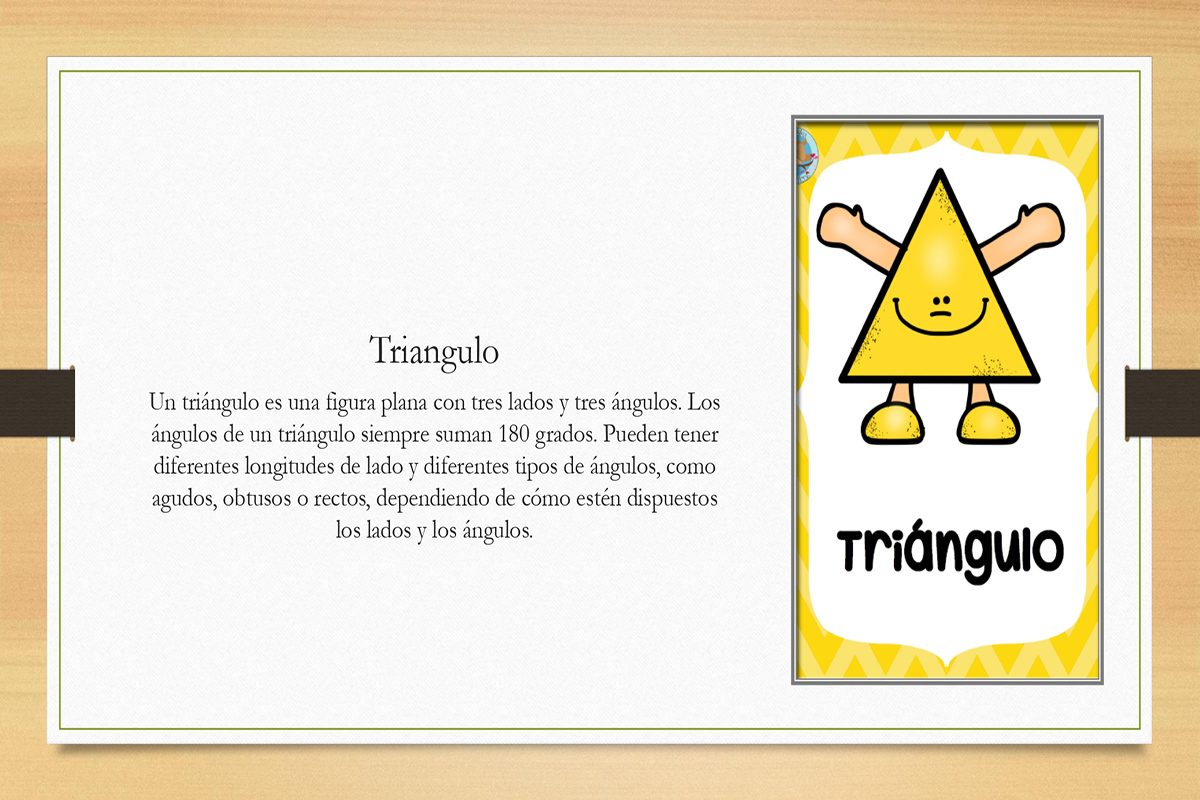 Triangulo
Un triángulo es una figura plana con tres lados y tres ángulos. Los
ángulos de un triángulo siempre suman 180 grados. Pueden tener
diferentes longitudes de lado y diferentes tipos de ángulos, como
agudos, obtusos o rectos, dependiendo de cómo estén dispuestos
los lados y los ángulos.
Triángulo